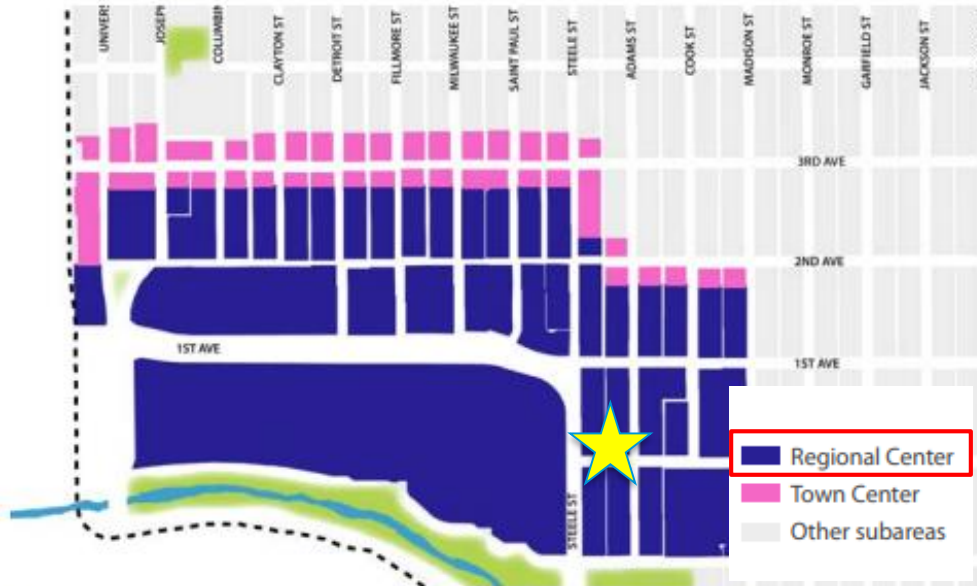 UNIVERS
JOSEPH
COLUMBIN
CLAYTON ST
DETROIT ST
FILLMORE ST
MILWAUKEE ST
SAINT PAUL ST
STEELE ST
ADAMS ST
COOK ST
MADISON ST
MONROE ST
GARFIELD ST
JACKSON ST
3RD AVE
2ND AVE
1ST AVE
1ST AVE
STEELE ST
Regional Center
Town Center
Other subareas